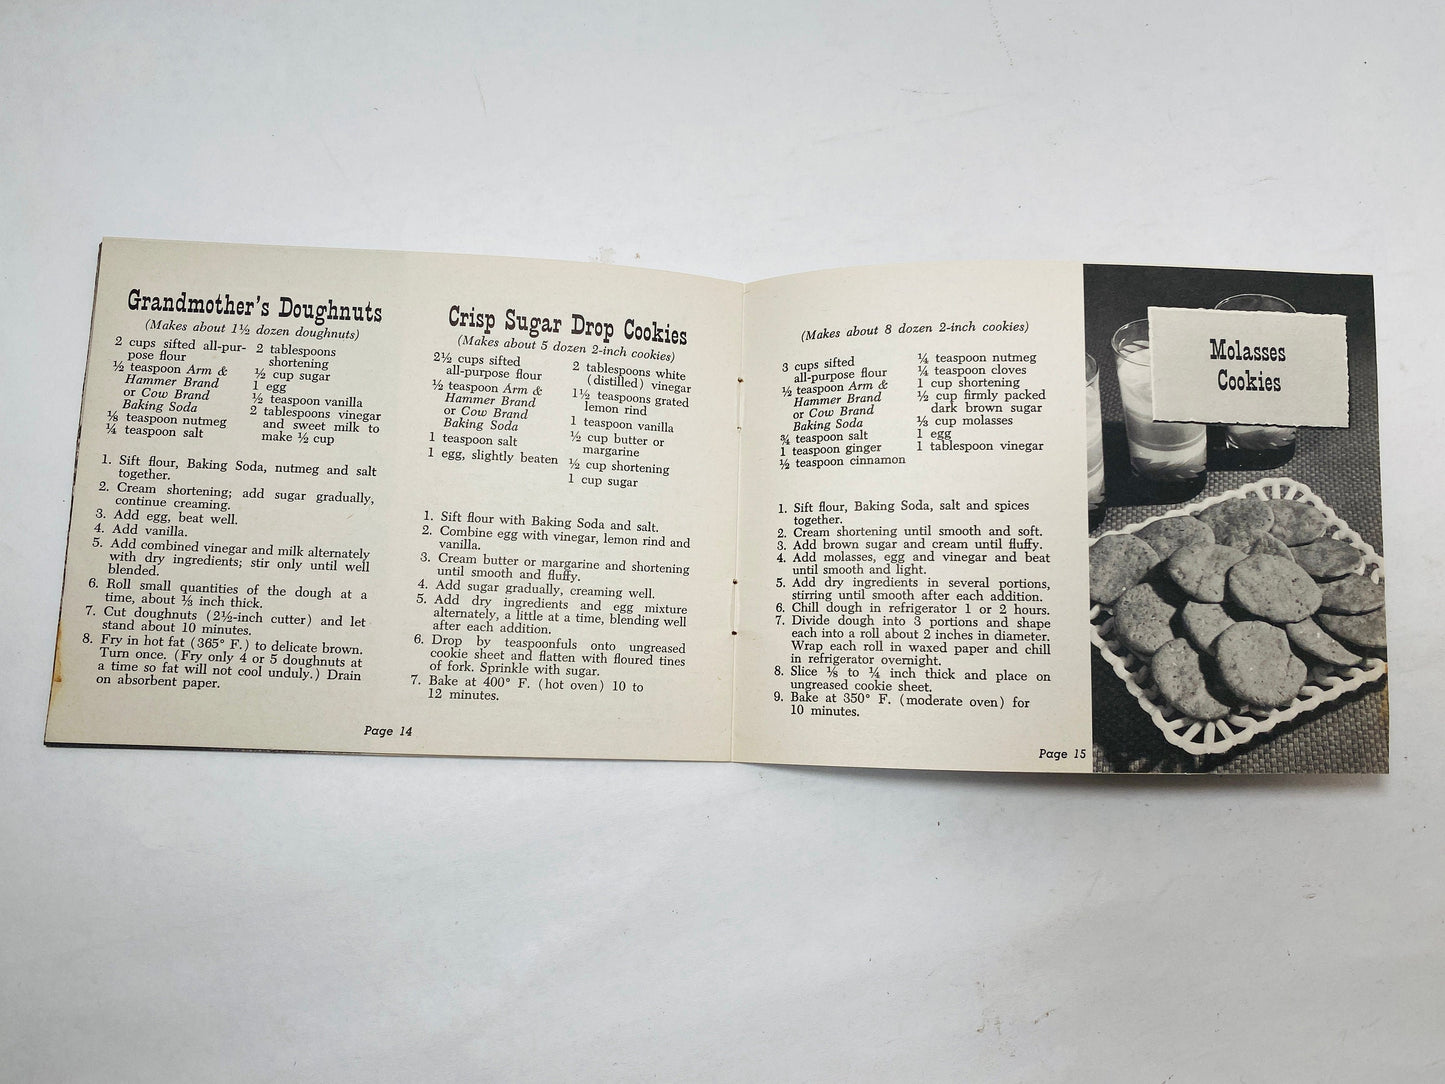 Grandmother's Doughnuts
(Makes about 1½ dozen doughnuts)
2 cups sifted all-pur-
pose flour
½ teaspoon Arm &
Hammer Brand
or Cow Brand
Baking Soda
⅛ teaspoon nutmeg
¼ teaspoon salt
2 tablespoons
shortening
½ cup sugar
1 egg
½ teaspoon vanilla
2 tablespoons vinegar
and sweet milk to
make ½ cup
1. Sift flour, Baking Soda, nutmeg and salt
together.
2. Cream shortening; add sugar gradually,
continue creaming.
3. Add egg, beat well.
4. Add vanilla.
5. Add combined vinegar and milk alternately
with dry ingredients; stir only until well
blended.
6. Roll small quantities of the dough at a
time, about ⅓ inch thick.
7. Cut doughnuts (2½-inch cutter) and let
stand about 10 minutes.
8. Fry in hot fat (365° F.) to delicate brown.
Turn once. (Fry only 4 or 5 doughnuts at
a time so fat will not cool unduly.) Drain
on absorbent paper.
Crisp Sugar Drop Cookies
(Makes about 5 dozen 2-inch cookies)
2½ cups sifted
all-purpose flour
½ teaspoon Arm &
Hammer Brand
or Cow Brand
Baking Soda
1 teaspoon salt
1 egg, slightly beaten
2 tablespoons white
(distilled) vinegar
1½ teaspoons grated
lemon rind
1 teaspoon vanilla
½ cup butter or
margarine
½ cup shortening
1 cup sugar
1. Sift flour with Baking Soda and salt.
2. Combine egg with vinegar, lemon rind and
vanilla.
3. Cream butter or margarine and shortening
until smooth and fluffy.
4. Add sugar gradually, creaming well.
5. Add dry ingredients and egg mixture
alternately, a little at a time, blending well
after each addition.
6. Drop by teaspoonfuls onto ungreased
cookie sheet and flatten with floured tines
of fork. Sprinkle with sugar.
7. Bake at 400° F. (hot oven) 10 to
12 minutes.
Page 14
(Makes about 8 dozen 2-inch cookies)
3 cups sifted
all-purpose flour
½ teaspoon Arm &
Hammer Brand
or Cow Brand
Baking Soda
¾ teaspoon salt
1 teaspoon ginger
½ teaspoon cinnamon
¼ teaspoon nutmeg
¼ teaspoon cloves
1 cup shortening
½ cup firmly packed
dark brown sugar
⅓ cup molasses
1 egg
1 tablespoon vinegar
1. Sift flour, Baking Soda, salt and spices
together.
2. Cream shortening until smooth and soft.
3. Add brown sugar and cream until fluffy.
4. Add molasses, egg and vinegar and beat
until smooth and light.
5. Add dry ingredients in several portions,
stirring until smooth after each addition.
6. Chill dough in refrigerator 1 or 2 hours.
7. Divide dough into 3 portions and shape
each into a roll about 2 inches in diameter.
Wrap each roll in waxed paper and chill
in refrigerator overnight.
8. Slice ⅛ to ¼ inch thick and place on
ungreased cookie sheet.
9. Bake at 350° F. (moderate oven) for
10 minutes.
Page 15
Molasses
Cookies